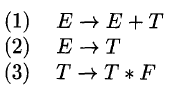 (1) E → E + T
(2) E → T
(3) T → T * F